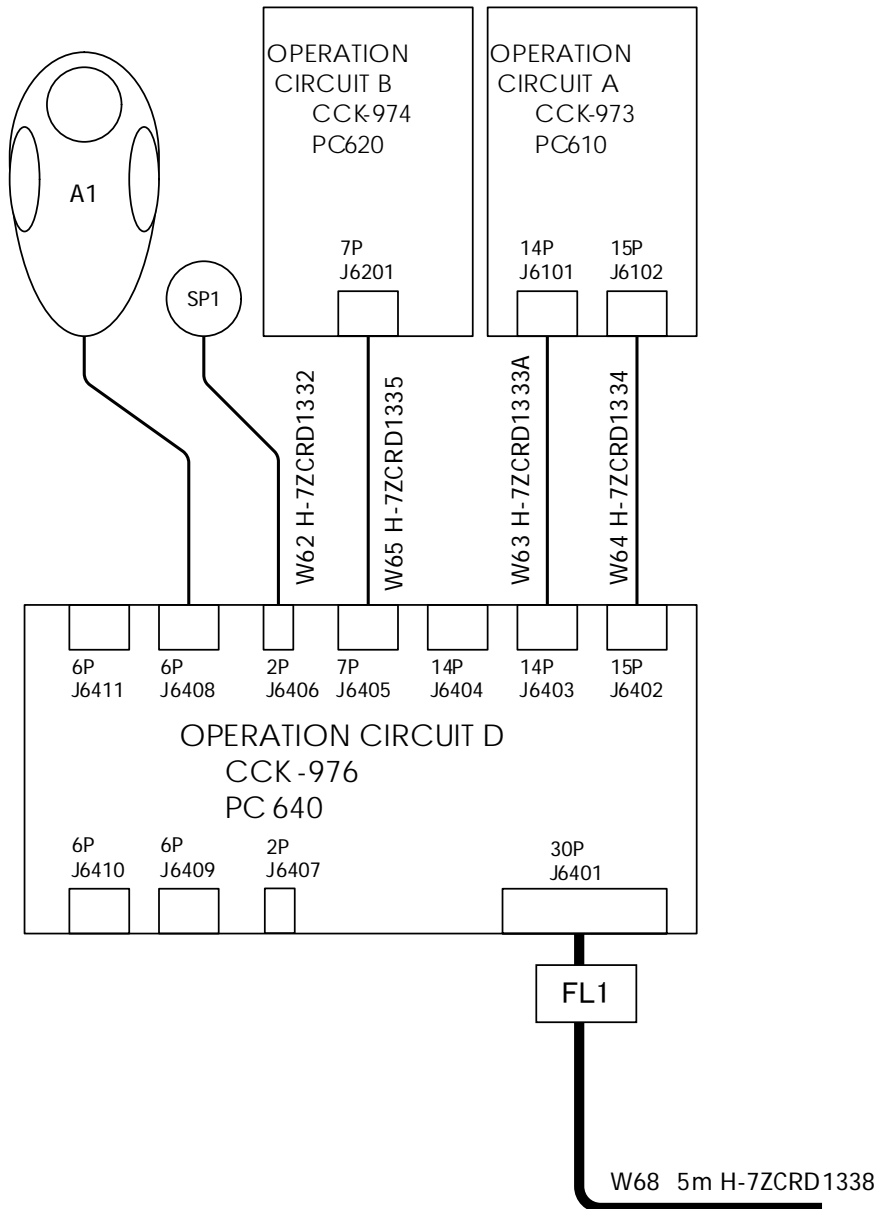 OPERATION
CIRCUIT B
CCK-974
PC620
OPERATION
CIRCUIT A
CCK-973
PC610
A1
SP1
7P
J6201
14P
J6101
15P
J6102
W62 H-7ZCRD1332
W65 H-7ZCRD1335
W63 H-7ZCRD1333A
W64 H-7ZCRD1334
6P
J6411
6P
J6408
2P
J6406
7P
J6405
14P
J6404
14P
J6403
15P
J6402
OPERATION CIRCUIT D
CCK-976
PC 640
6P
J6410
6P
J6409
2P
J6407
30P
J6401
FL1
W68 5m H-7ZCRD1338